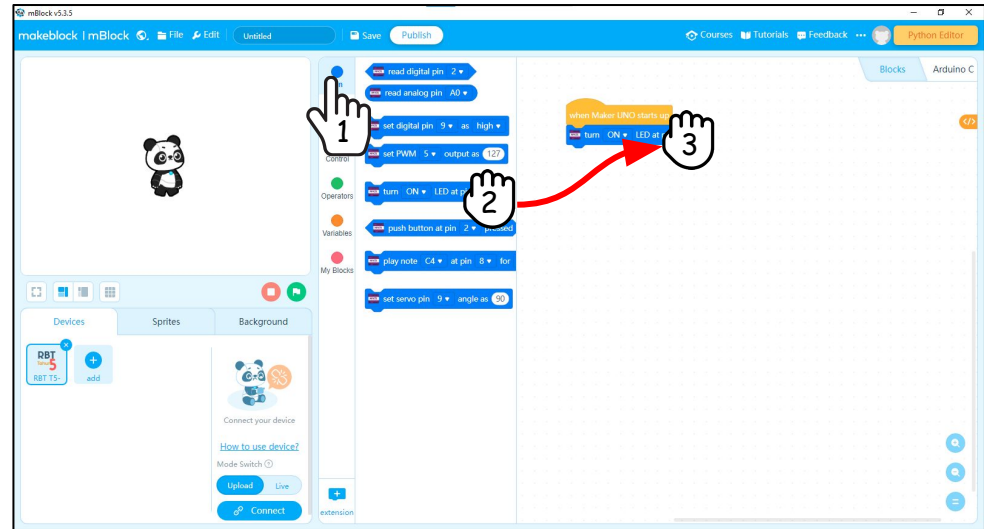 mBlock v5.3.5
makeblock | mBlock File Edit Untitled Save Publish Courses Tutorials Feedback Python Editor
Blocks Arduino C
read digital pin 2
read analog pin A0
set digital pin 9 as high
set PWM 5 output as 127
turn ON LED at
push button at pin 2 pressed
play note C4 at pin 8 for
set servo pin 9 angle as 90
1
Control
Operators
Variables
My Blocks
extension
2
when Maker UNO starts up
turn ON LED at
3
Devices Sprites Background
RBT
5
RBT T5-
add
Connect your device
How to use device?
Mode Switch
Upload Live
Connect